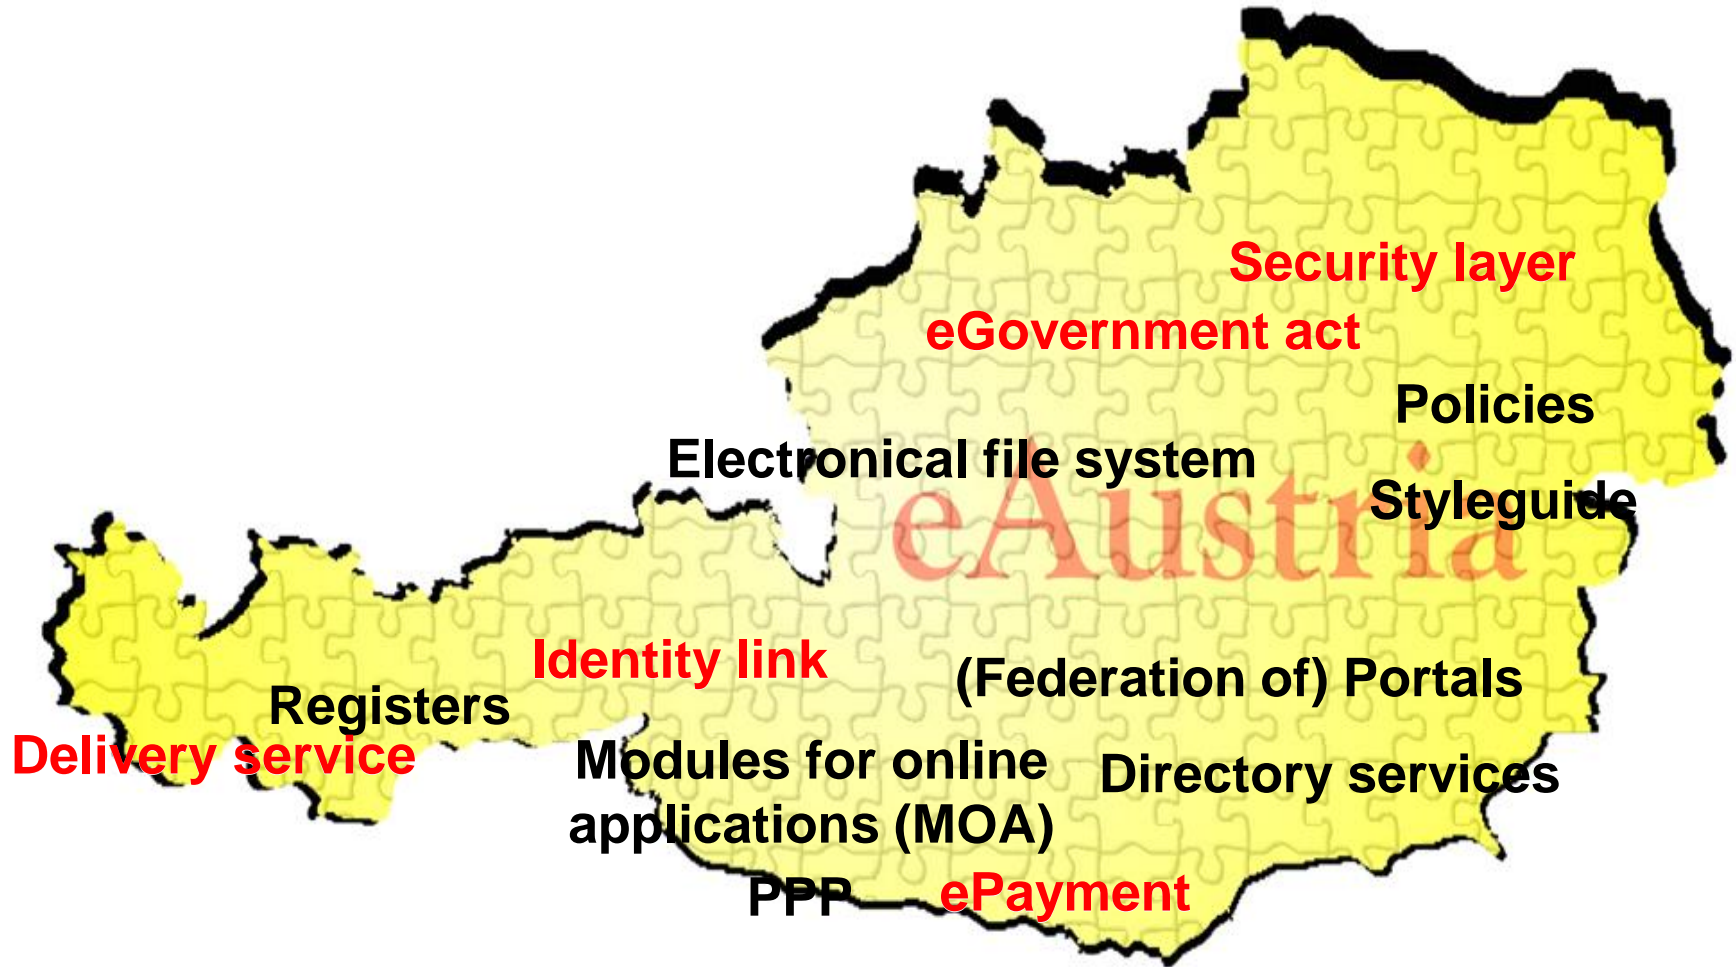 Security layer
eGovernment act
Policies
Electronical file system
eAustria
Styleguide
Identity link
(Federation of) Portals
Registers
Delivery service
Modules for online
applications (MOA)
Directory services
PPP
ePayment